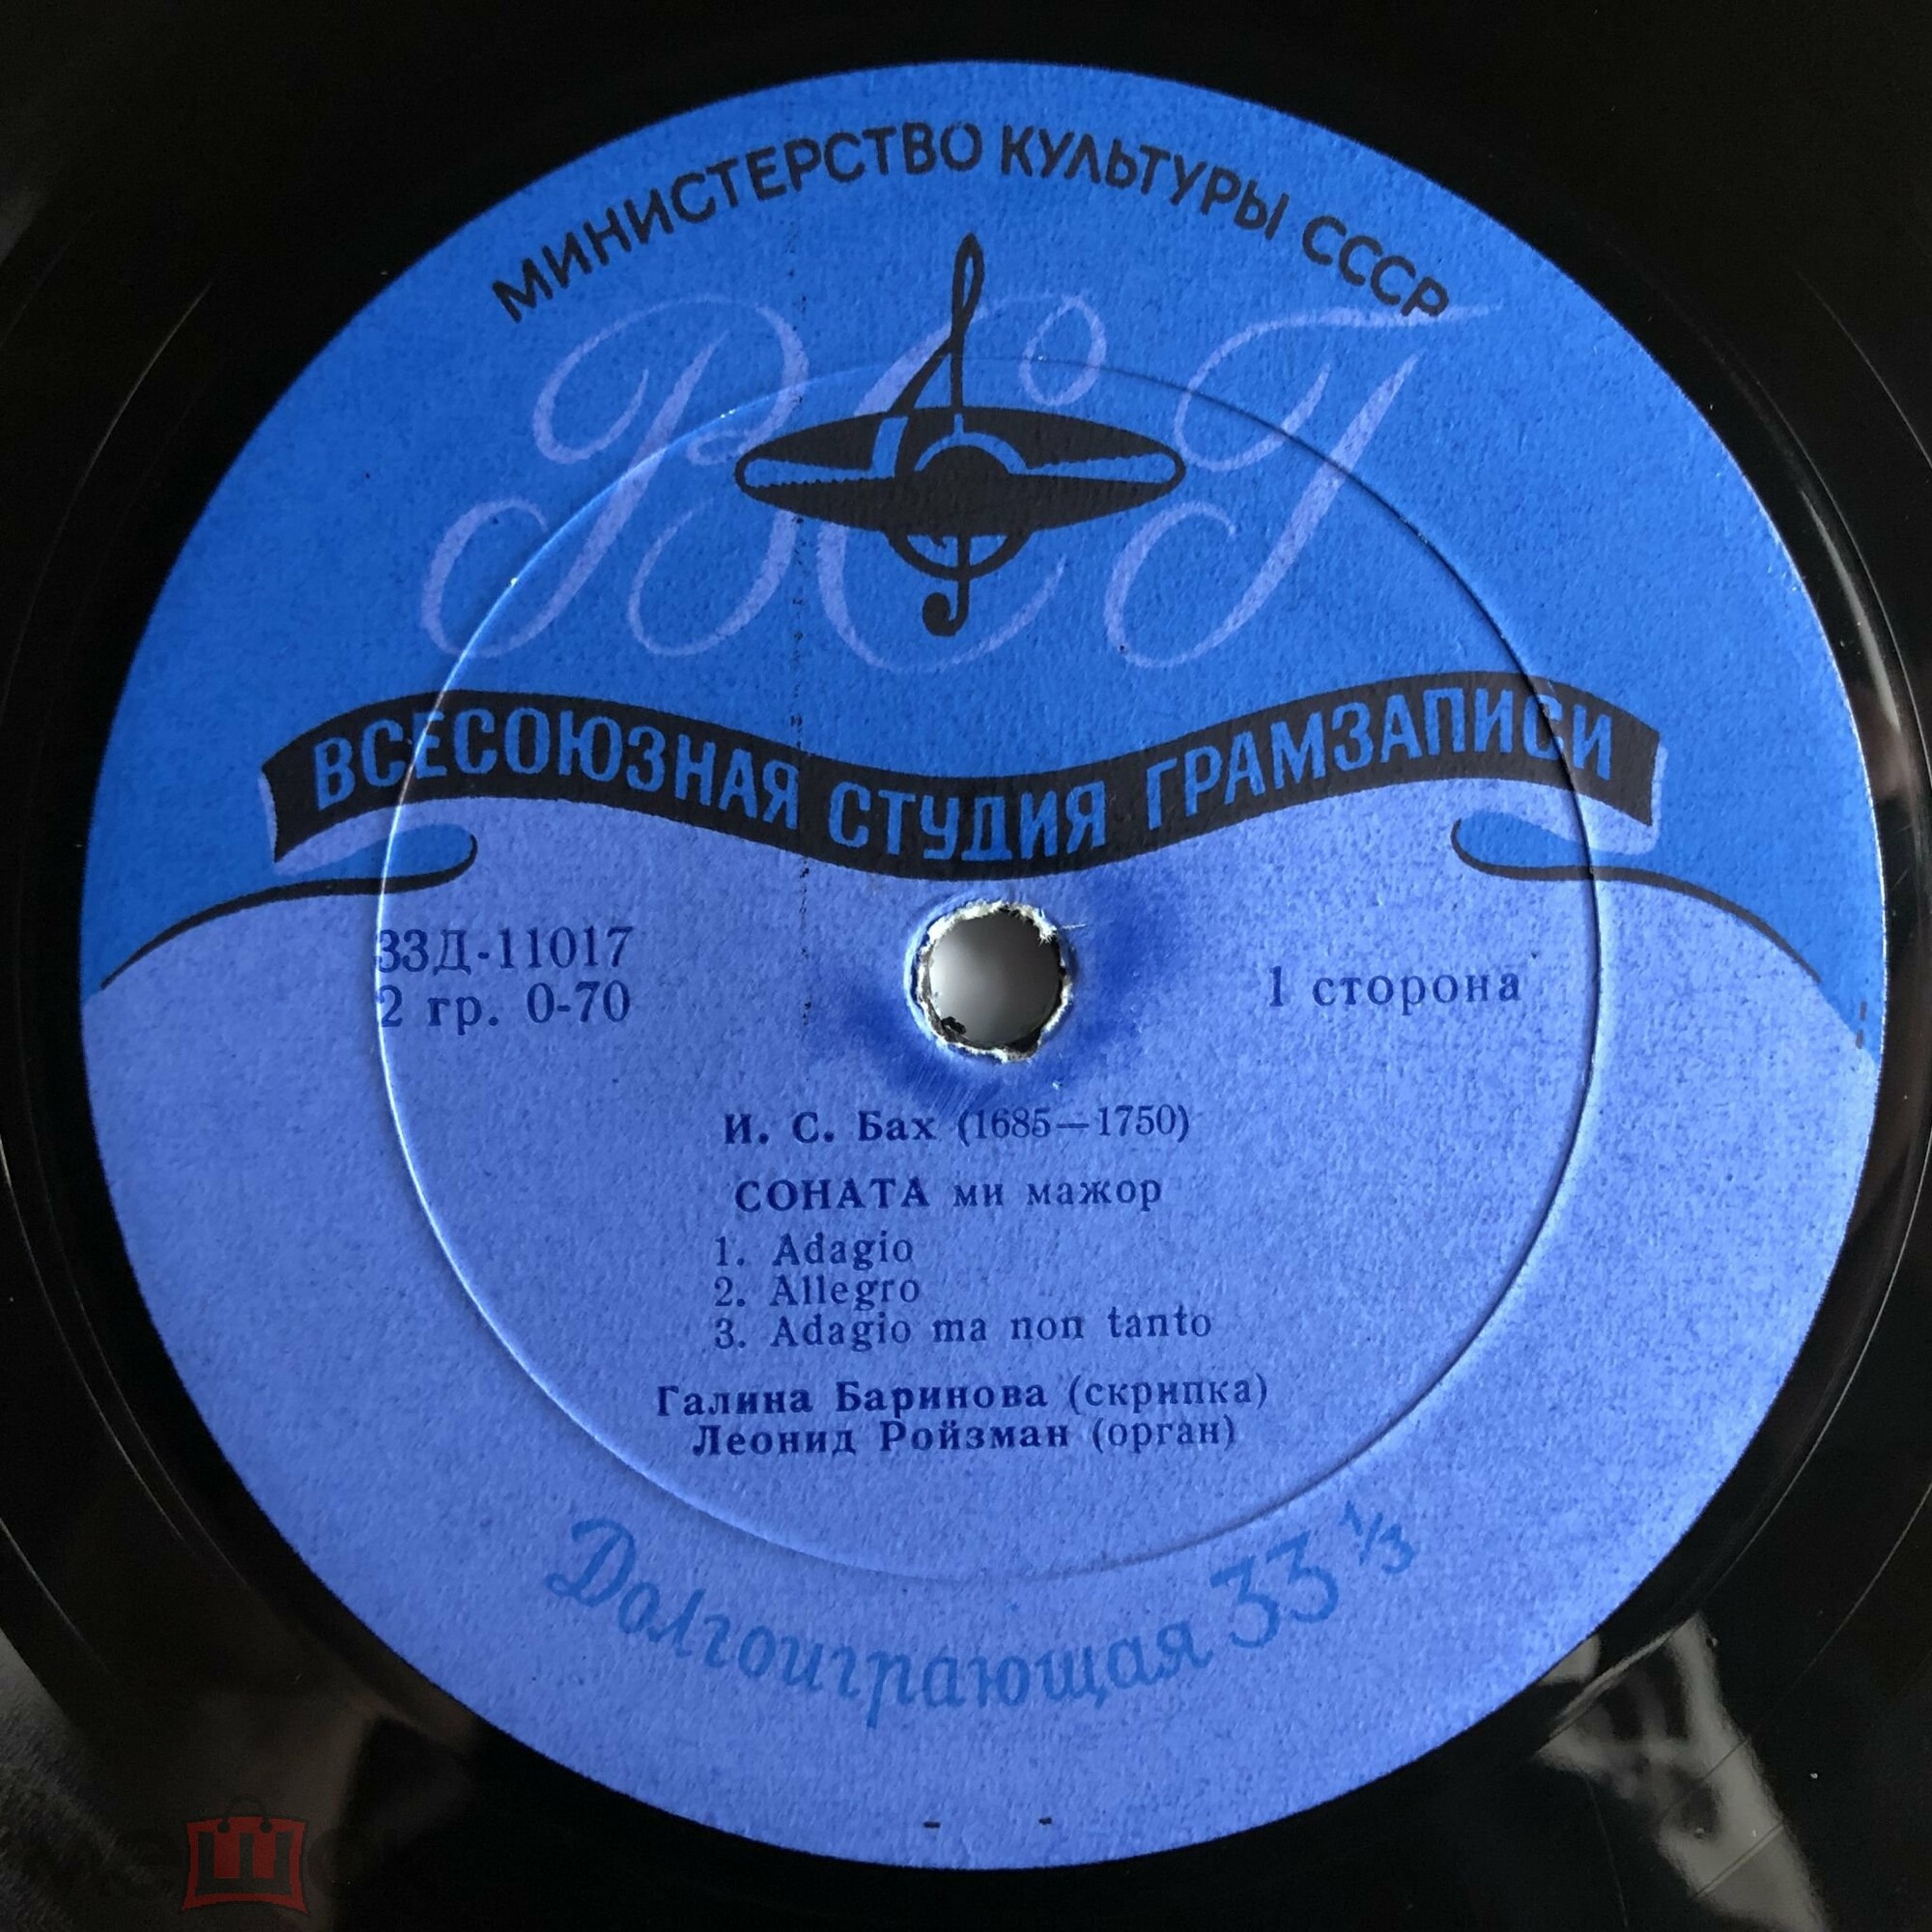 МИНИСТЕРСТВО КУЛЬТУРЫ СССР
ВСГ
ВСЕСОЮЗНАЯ СТУДИЯ ГРАМЗАПИСИ
33Д-11017
2 гр. 0-70
1 сторона
И. С. Бах (1685—1750)
СОНАТА ми мажор
1. Adagio
2. Allegro
3. Adagio ma non tanto
Галина Баринова (скрипка)
Леонид Ройзман (орган)
Долгоиграющая 33 1/3